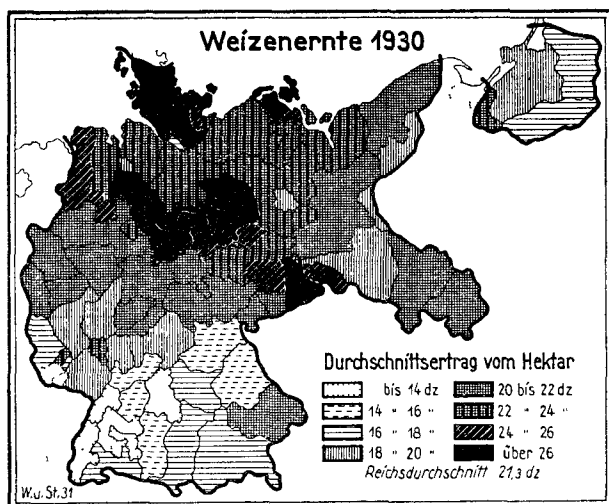 Weizenernte 1930
Durchschnittsertrag vom Hektar
bis 14 dz
14 " 16 "
16 " 18 "
18 " 20 "
20 bis 22 dz
22 " 24 "
24 " 26
über 26
Reichsdurchschnitt 21,3 dz
W. u. St. 31